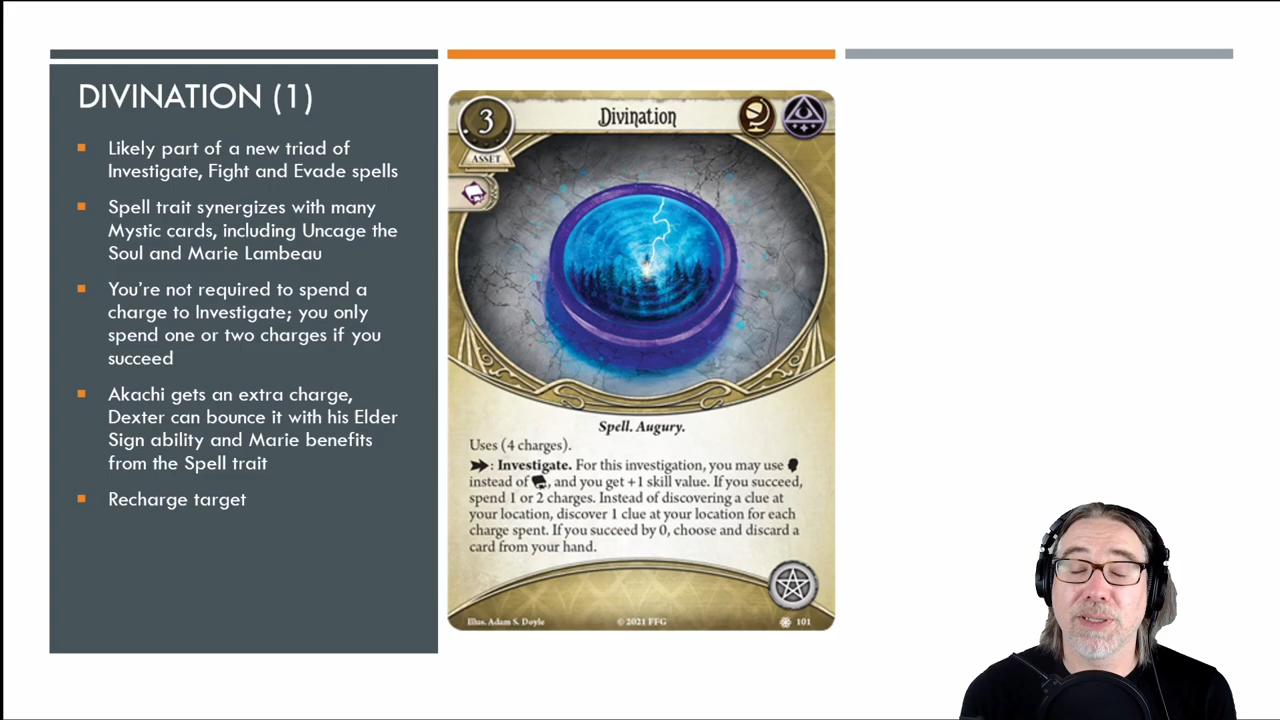 DIVINATION (1)
Likely part of a new triad of
Investigate, Fight and Evade spells
Spell trait synergizes with many
Mystic cards, including Uncage the
Soul and Marie Lambeau
You're not required to spend a
charge to Investigate; you only
spend one or two charges if you
succeed
Akachi gets an extra charge,
Dexter can bounce it with his Elder
Sign ability and Marie benefits
from the Spell trait
Recharge target
3
Divination
ASSET
Spell. Augury.
Uses (4 charges).
: Investigate. For this investigation, you may use
instead of , and you get +1 skill value. If you succeed,
spend 1 or 2 charges. Instead of discovering a clue at
your location, discover 1 clue at your location for each
charge spent. If you succeed by 0, choose and discard a
card from your hand.
Illus. Adam S. Doyle
© 2021 FFG
101